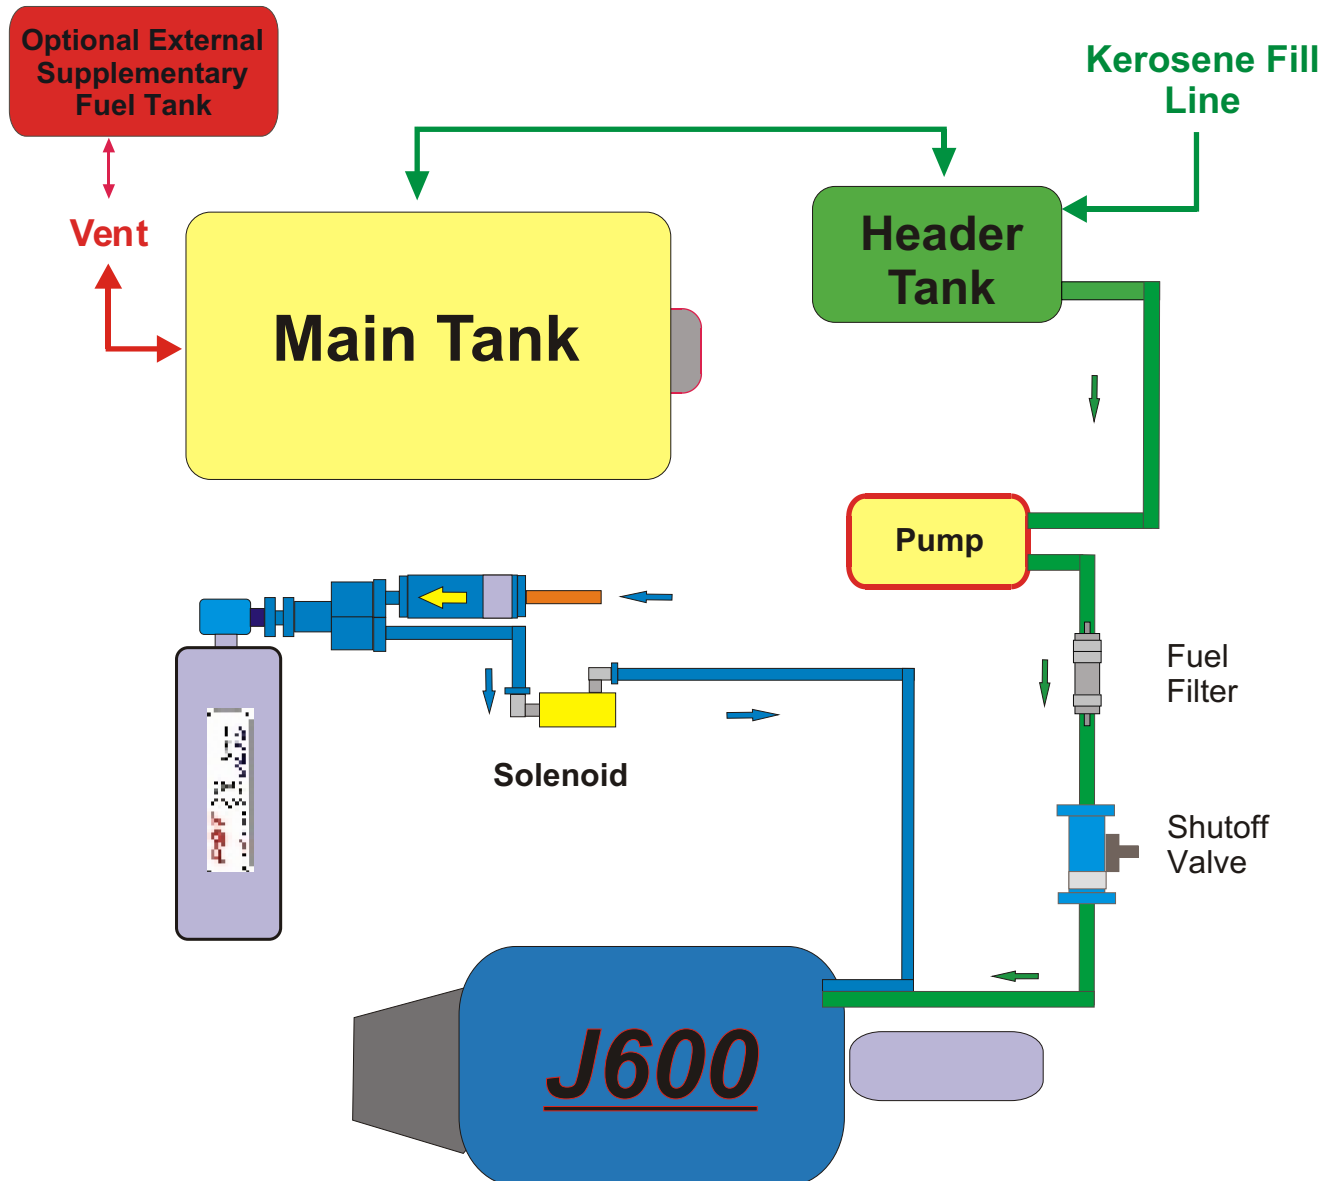 Optional External
Supplementary
Fuel Tank
Kerosene Fill
Line
Vent
Main Tank
Header
Tank
Pump
Fuel
Filter
Solenoid
Shutoff
Valve
J600